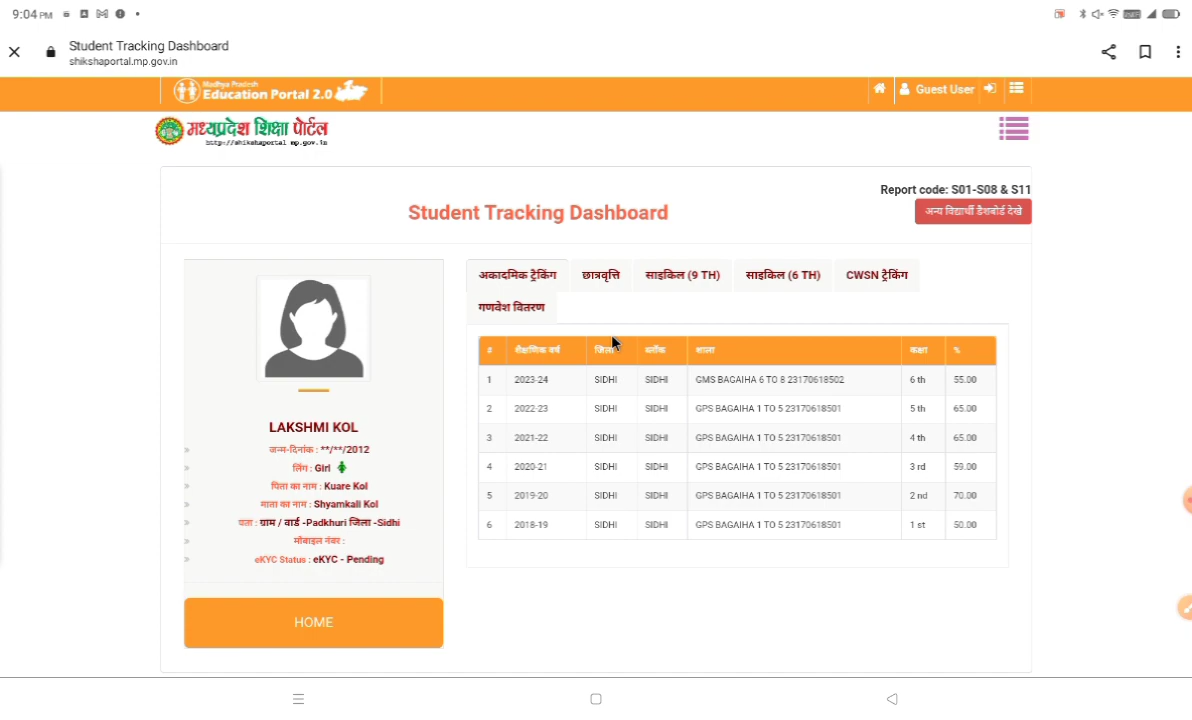 9:04 PM
Student Tracking Dashboard
shikshaportal.mp.gov.in
Madhya Pradesh
Education Portal 2.0
Guest User
मध्यप्रदेश शिक्षा पोर्टल
http://shikshaportal.mp.gov.in
Report code: S01-S08 & S11
Student Tracking Dashboard
अन्य विद्यार्थी डैशबोर्ड देखे
अकादमिक ट्रैकिंग छात्रवृत्ति साइकिल (9 TH) साइकिल (6 TH) CWSN ट्रैकिंग
गणवेश वितरण
# शैक्षणिक वर्ष जिला ब्लॉक शाला कक्षा %
1 2023-24 SIDHI SIDHI GMS BAGAIHA 6 TO 8 23170618502 6 th 55.00
2 2022-23 SIDHI SIDHI GPS BAGAIHA 1 TO 5 23170618501 5 th 65.00
3 2021-22 SIDHI SIDHI GPS BAGAIHA 1 TO 5 23170618501 4 th 65.00
4 2020-21 SIDHI SIDHI GPS BAGAIHA 1 TO 5 23170618501 3 rd 59.00
5 2019-20 SIDHI SIDHI GPS BAGAIHA 1 TO 5 23170618501 2 nd 70.00
6 2018-19 SIDHI SIDHI GPS BAGAIHA 1 TO 5 23170618501 1 st 50.00
LAKSHMI KOL
जन्म-दिनांक : **/**/2012
लिंग : Girl
पिता का नाम : Kuare Kol
माता का नाम : Shyamkali Kol
पता : ग्राम / वार्ड -Padkhuri जिला -Sidhi
मोबाइल नंबर :
eKYC Status : eKYC - Pending
HOME